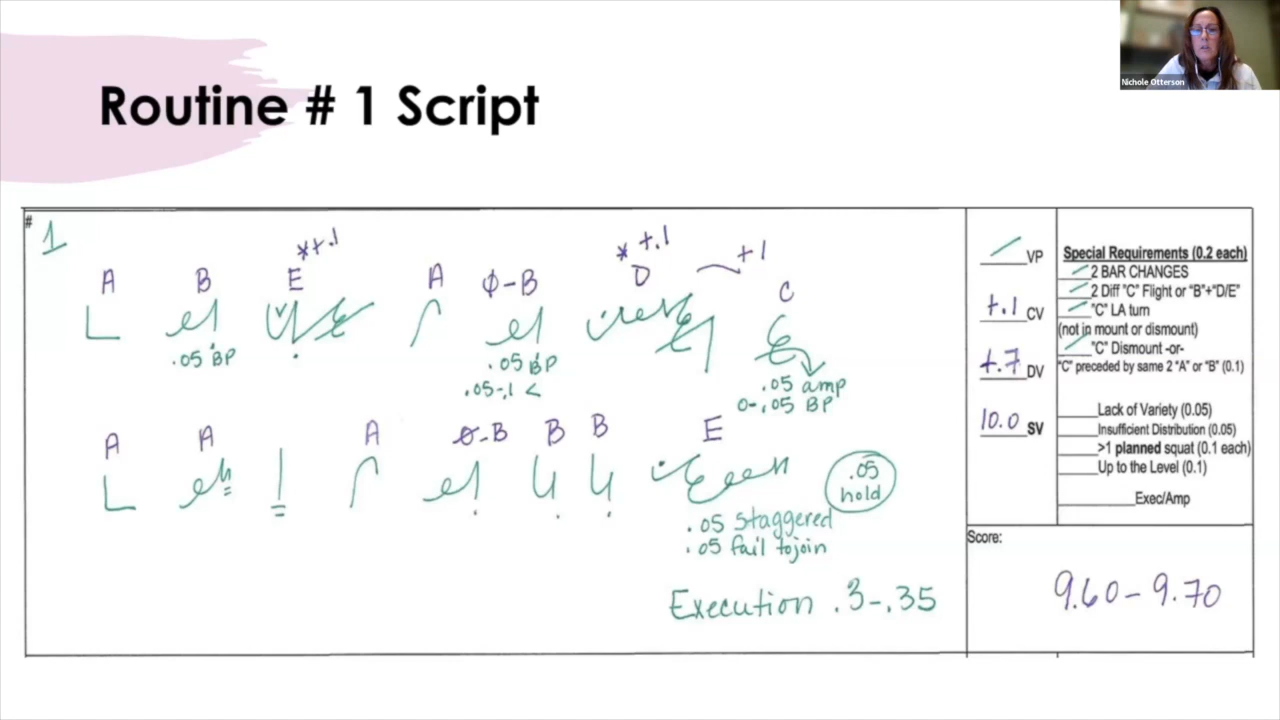 Nichole Otterson
Routine # 1 Script
#
1
*+.1
* +.1
+1
A B E A ∅-B D C
.05 BP
.05 BP
.05-.1 <
.05 amp
0-.05 BP
A A A ∅-B B B E
.05
hold
.05 staggered
.05 fail to join
Execution .3-.35
VP
+.1 CV
+.7 DV
10.0 SV
Special Requirements (0.2 each)
2 BAR CHANGES
2 Diff "C" Flight or "B"+"D/E"
"C" LA turn
(not in mount or dismount)
"C" Dismount -or-
"C" preceded by same 2 "A" or "B" (0.1)
Lack of Variety (0.05)
Insufficient Distribution (0.05)
>1 planned squat (0.1 each)
Up to the Level (0.1)
Exec/Amp
Score:
9.60-9.70